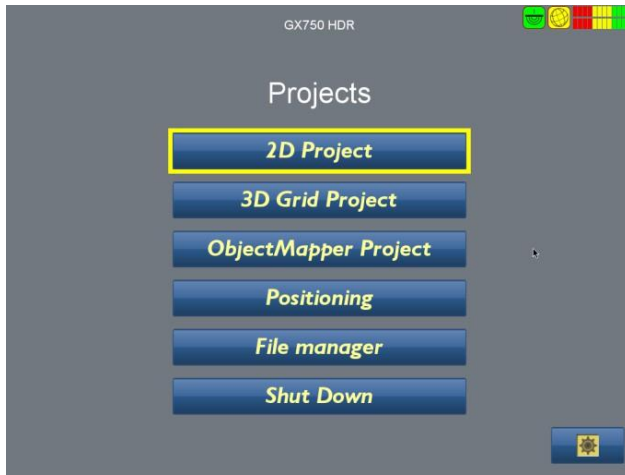 GX750 HDR
Projects
2D Project
3D Grid Project
ObjectMapper Project
Positioning
File manager
Shut Down